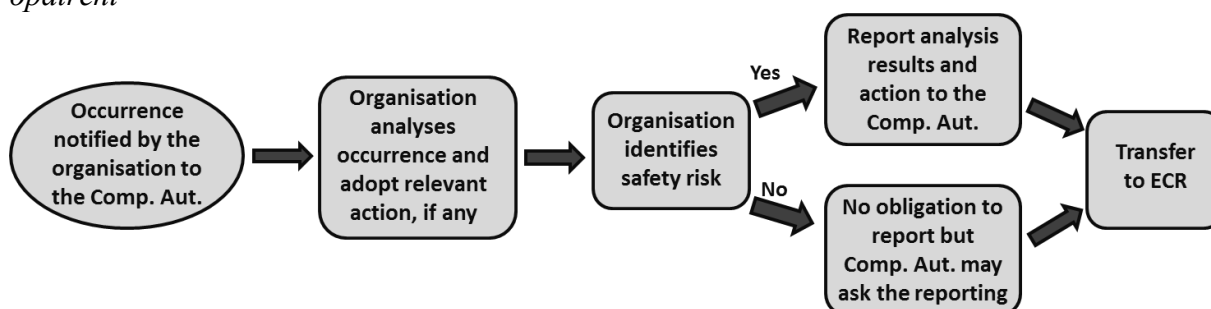 Occurrence
notified by the
organisation to
the Comp. Aut.
Organisation
analyses
occurrence and
adopt relevant
action, if any
Organisation
identifies
safety risk
Yes
No
Report analysis
results and
action to the
Comp. Aut.
No obligation to
report but
Comp. Aut. may
ask the reporting
Transfer
to ECR